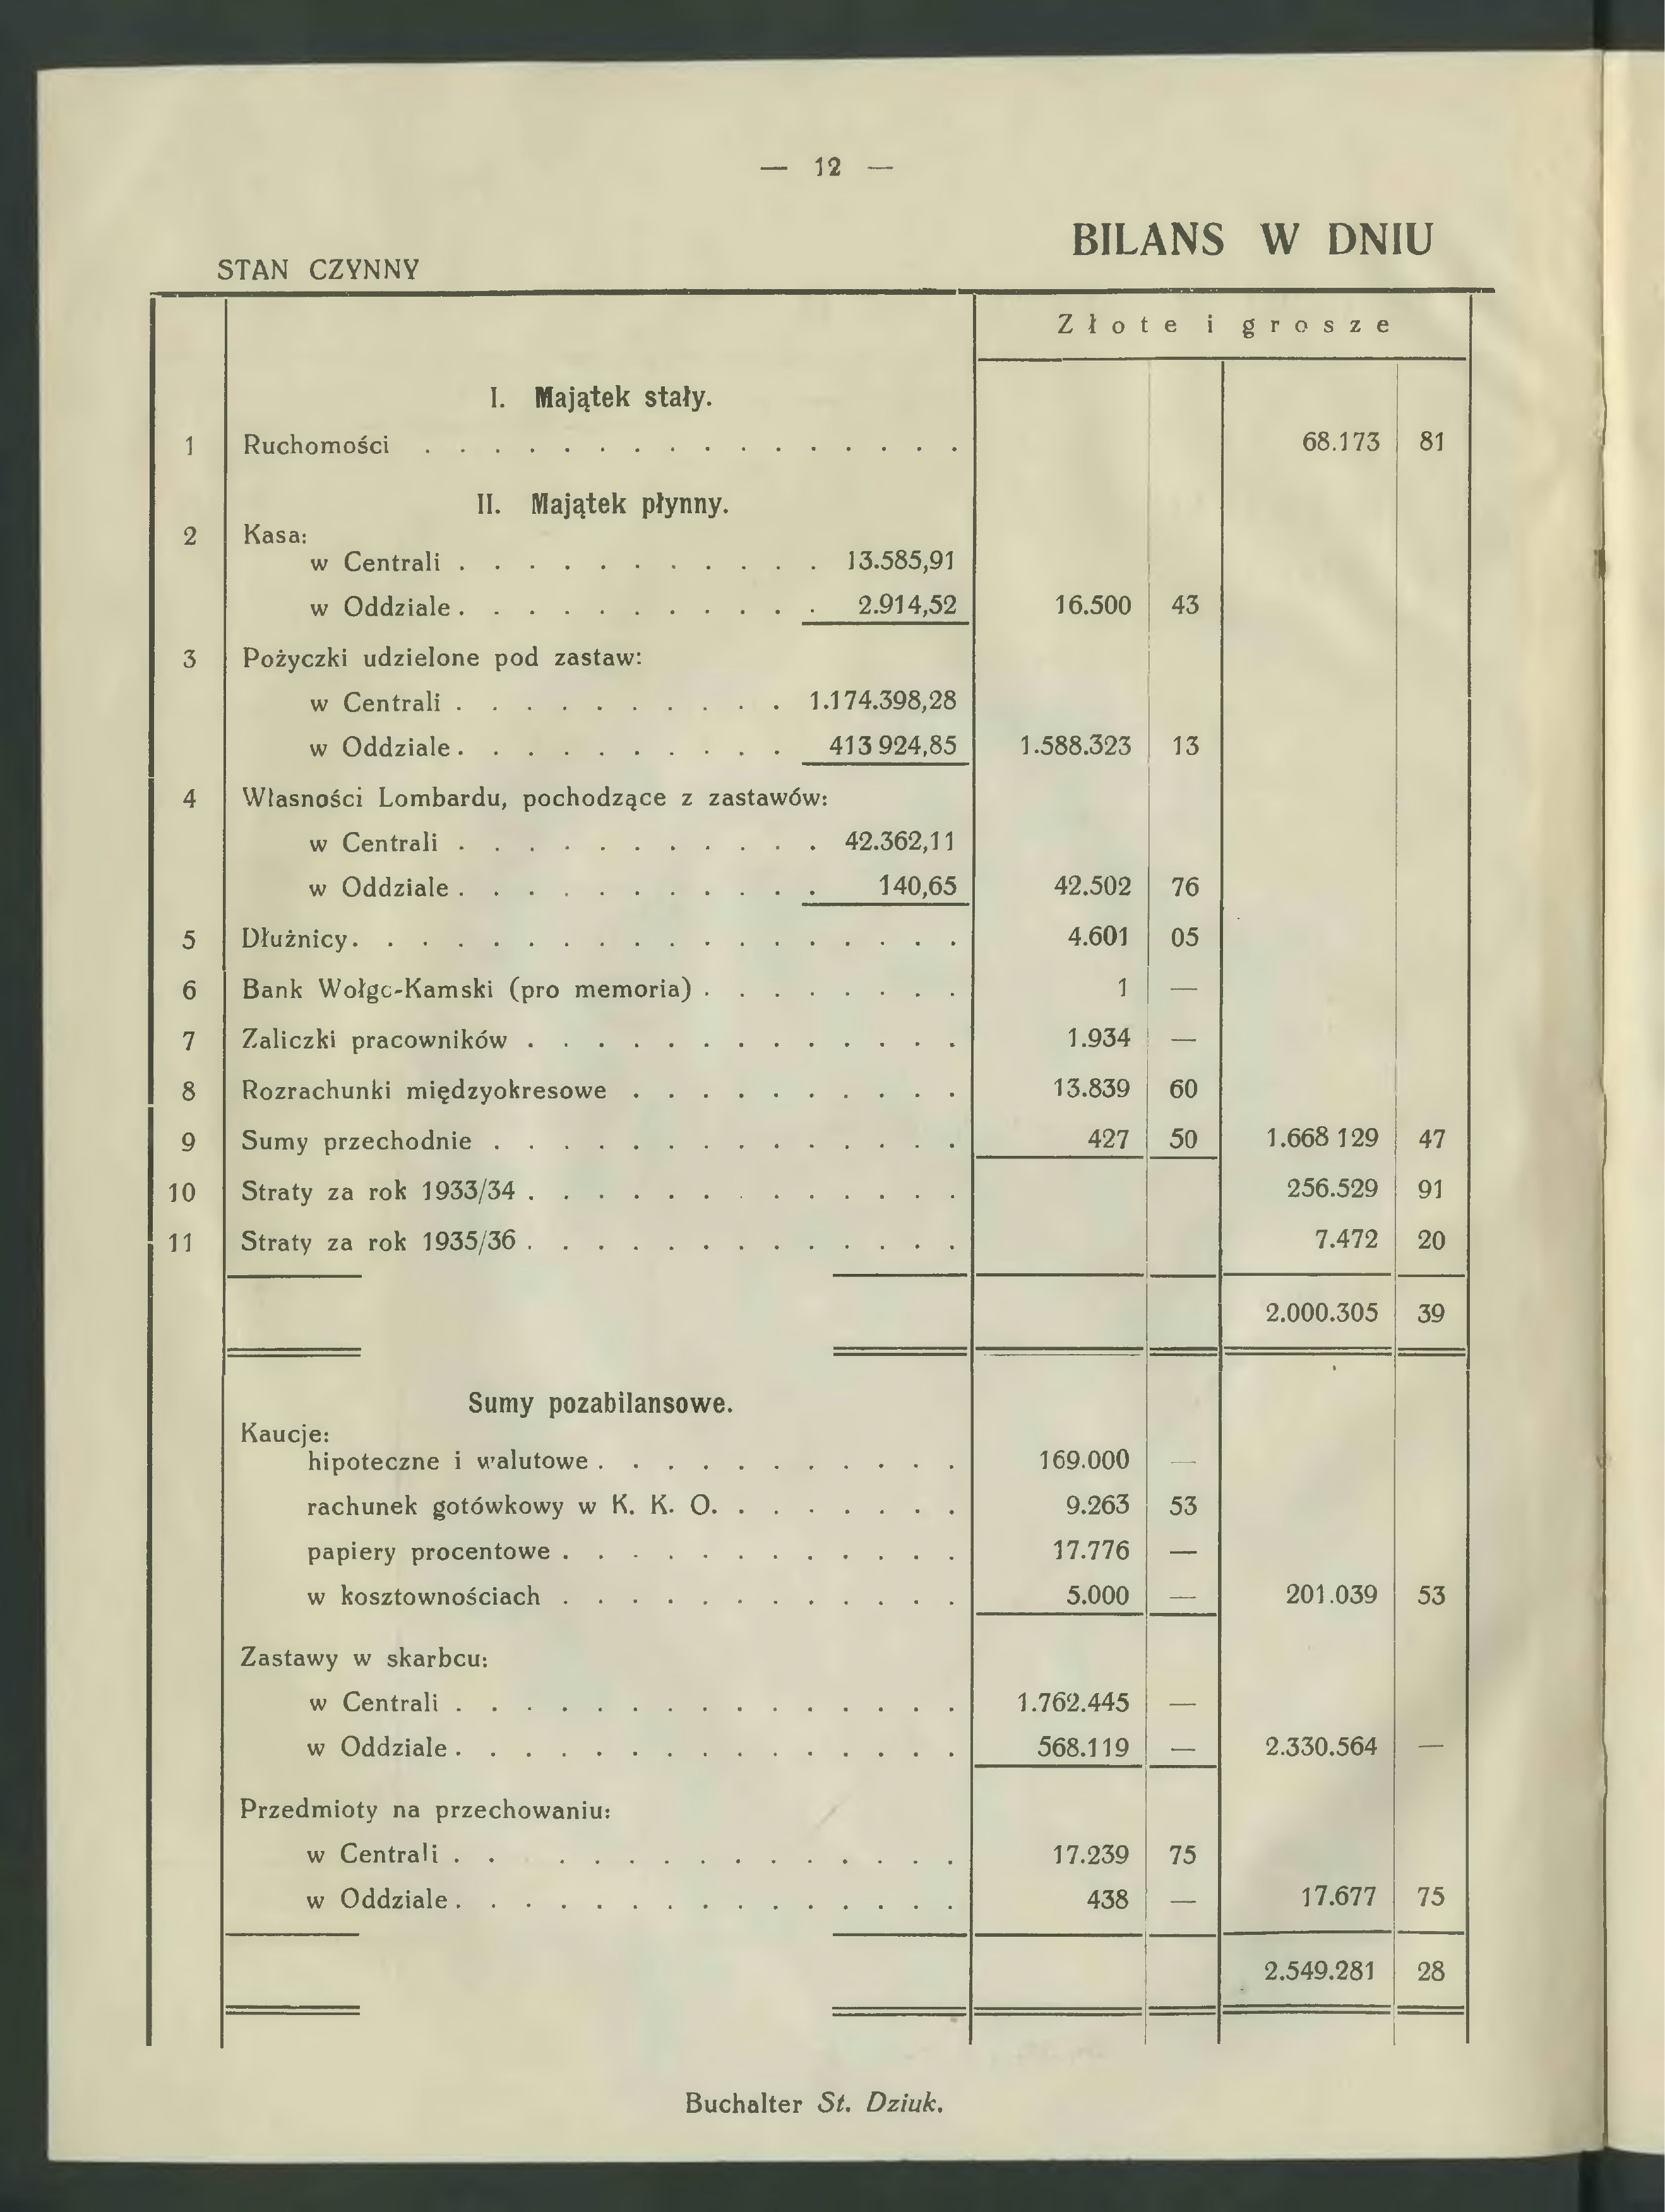 — 12 —
BILANS W DNIU
STAN CZYNNY
Złote i grosze
I. Majątek stały.
1 Ruchomości . . . . . . . . . . . . . . . . 68.173 81
II. Majątek płynny.
2 Kasa:
w Centrali . . . . . . . . . . . 13.585,91
w Oddziale . . . . . . . . . . . 2.914,52 16.500 43
3 Pożyczki udzielone pod zastaw:
w Centrali . . . . . . . . . . 1.174.398,28
w Oddziale . . . . . . . . . . 413 924,85 1.588.323 13
4 Własności Lombardu, pochodzące z zastawów:
w Centrali . . . . . . . . . . . 42.362,11
w Oddziale . . . . . . . . . . . 140,65 42.502 76
5 Dłużnicy . . . . . . . . . . . . . . . . . . 4.601 05
6 Bank Wołgo-Kamski (pro memoria) . . . . . . . . 1 —
7 Zaliczki pracowników . . . . . . . . . . . . . 1.934 —
8 Rozrachunki międzyokresowe . . . . . . . . . . 13.839 60
9 Sumy przechodnie . . . . . . . . . . . . . . 427 50 1.668 129 47
10 Straty za rok 1933/34 . . . . . . . . . . . . . 256.529 91
11 Straty za rok 1935/36 . . . . . . . . . . . . . 7.472 20
2.000.305 39
Sumy pozabilansowe.
Kaucje:
hipoteczne i walutowe . . . . . . . . . . . 169.000 —
rachunek gotówkowy w K. K. O. . . . . . . . 9.263 53
papiery procentowe . . . . . . . . . . . . 17.776 —
w kosztownościach . . . . . . . . . . . . 5.000 — 201.039 53
Zastawy w skarbcu:
w Centrali . . . . . . . . . . . . . . . 1.762.445 —
w Oddziale . . . . . . . . . . . . . . . 568.119 — 2.330.564 —
Przedmioty na przechowaniu:
w Centrali . . . . . . . . . . . . . . 17.239 75
w Oddziale . . . . . . . . . . . . . . . 438 — 17.677 75
2.549.281 28
Buchalter St. Dziuk.